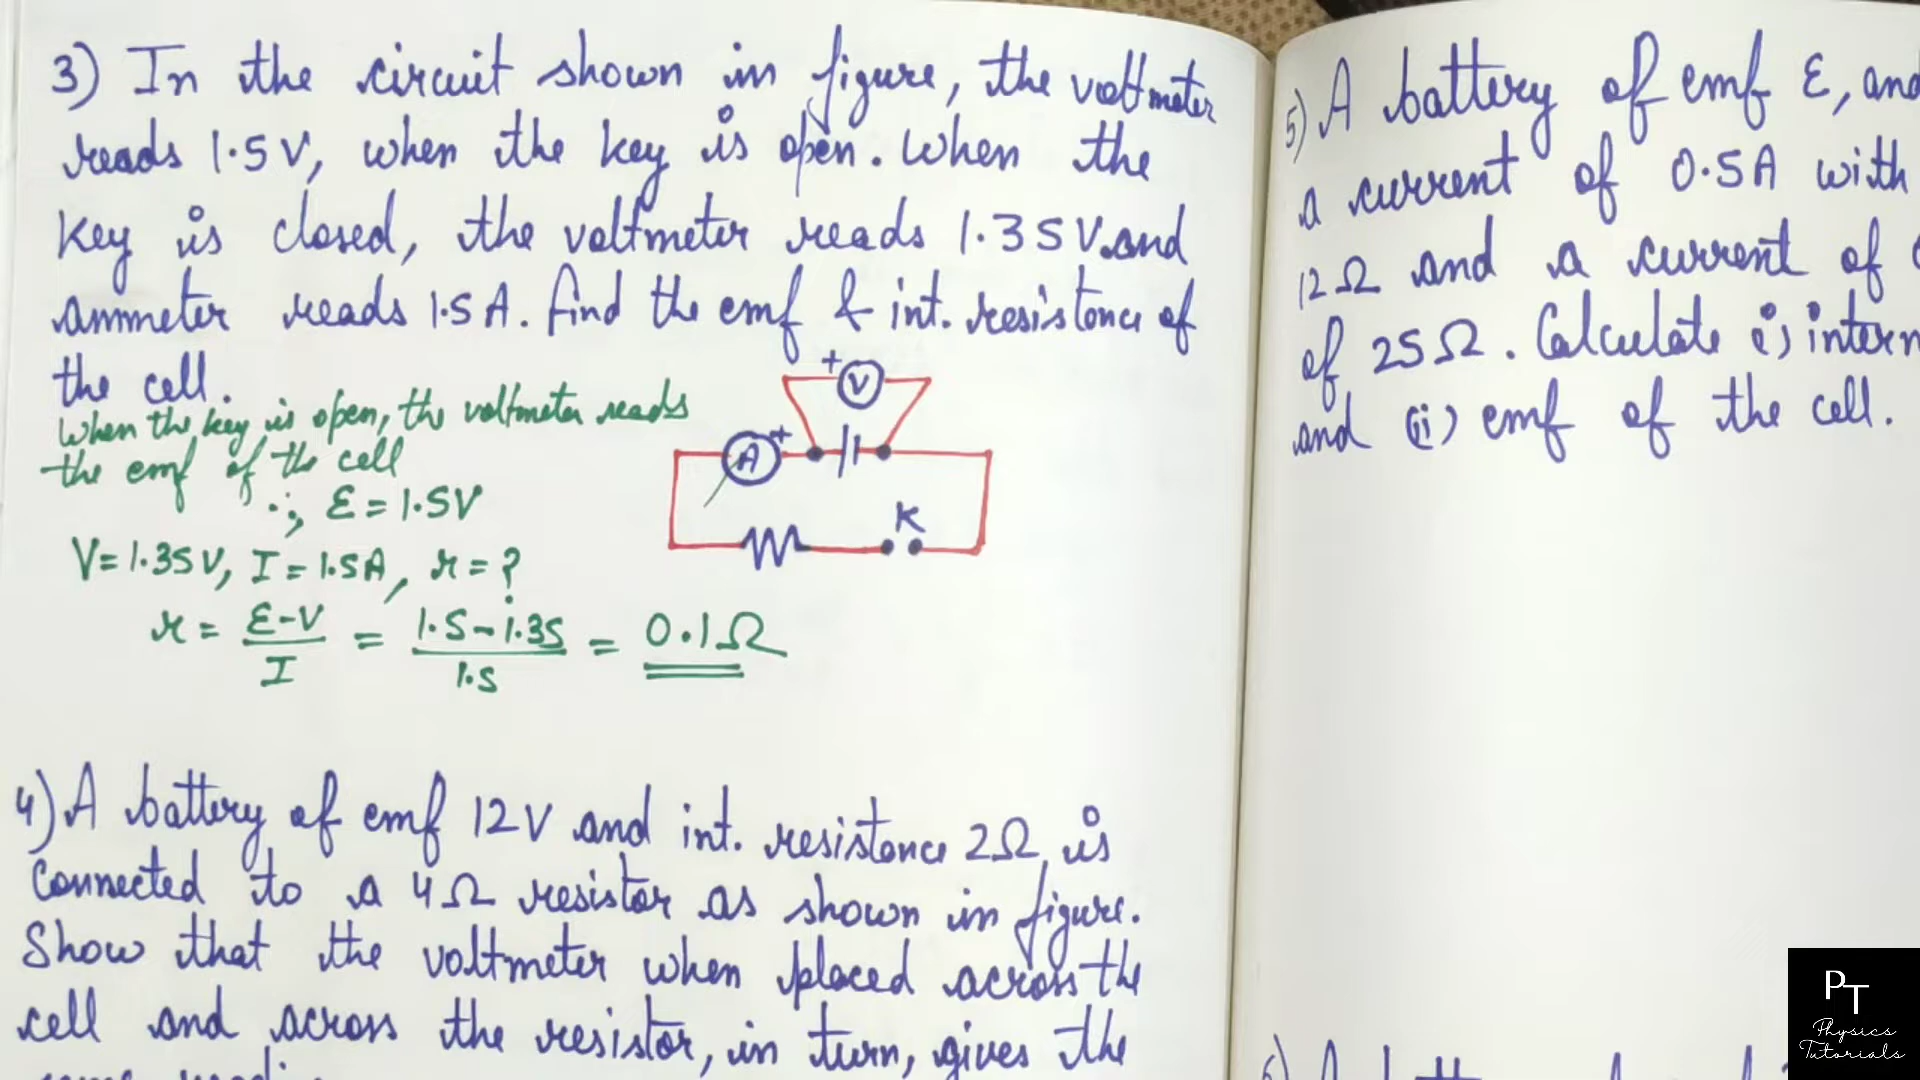 3) In the circuit shown in figure, the voltmeter
reads 1.5V, when the key is open. When the
key is closed, the voltmeter reads 1.35V and
ammeter reads 1.5A. find the emf & int. resistance of
the cell.
When the key is open, the voltmeter reads
the emf of the cell
∴, ε = 1.5V
V = 1.35V, I = 1.5A, r = ?
r = ε-V/I = 1.5-1.35/1.5 = 0.1Ω
+ V
A +
K
4) A battery of emf 12V and int. resistance 2Ω, is
Connected to a 4Ω resistor as shown in figure.
Show that the voltmeter when placed across the
cell and across the resistor, in turn, gives the
5) A battery of emf ε, and
a current of 0.5A with
12Ω and a current of
of 25Ω. Calculate i) intern
and (ii) emf of the cell.
6) A
PT
Physics
Tutorials